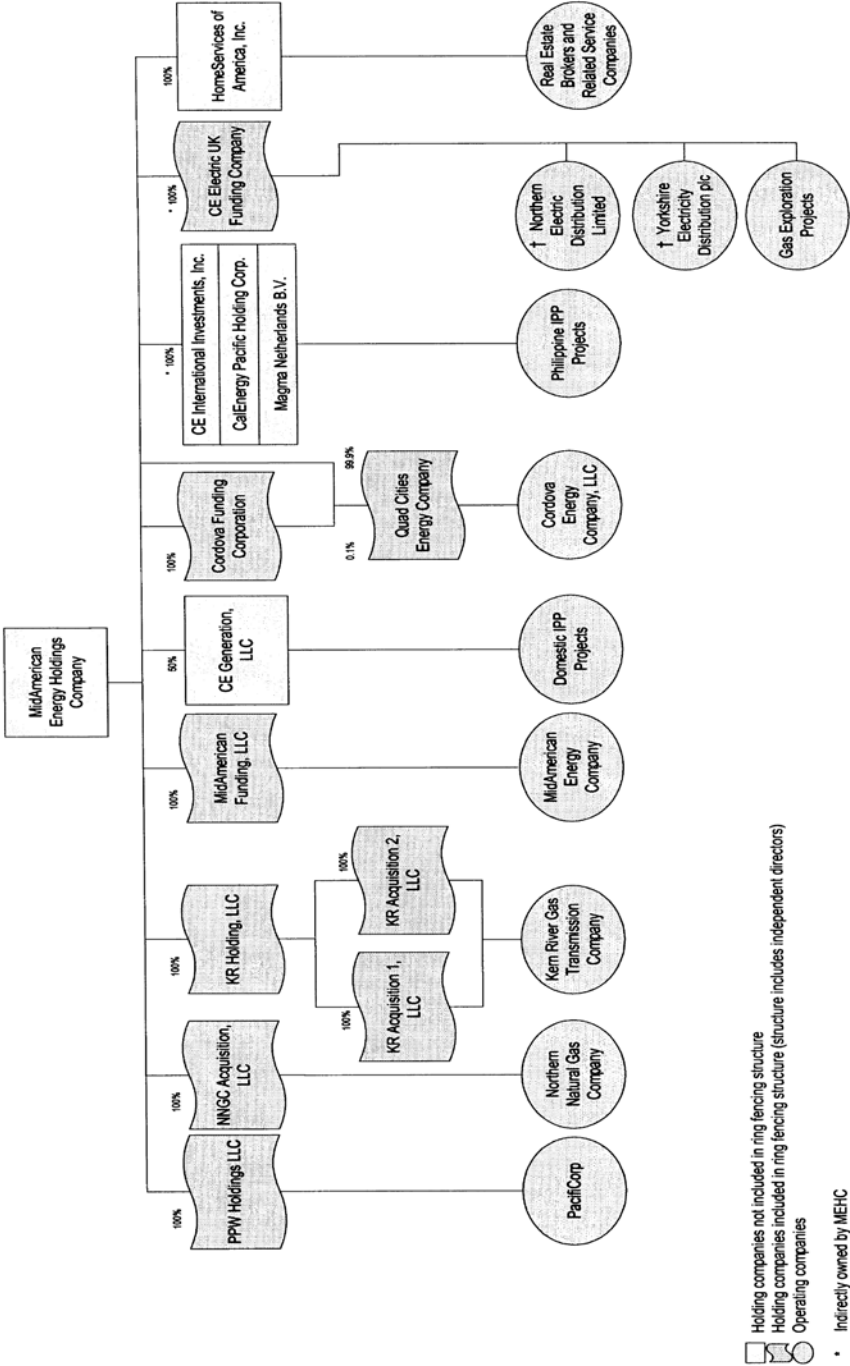 MidAmerican
Energy Holdings
Company
100%
PPW Holdings LLC
100%
NNGC Acquisition,
LLC
100%
KR Holding, LLC
100%
MidAmerican
Funding, LLC
50%
CE Generation,
LLC
100%
Cordova Funding
Corporation
* 100%
CE International Investments, Inc.
CalEnergy Pacific Holding Corp.
Magma Netherlands B.V.
* 100%
CE Electric UK
Funding Company
100%
HomeServices of
America, Inc.
100%
KR Acquisition 1,
LLC
100%
KR Acquisition 2,
LLC
0.1%
99.9%
Quad Cities
Energy Company
PacifiCorp
Northern
Natural Gas
Company
Kern River Gas
Transmission
Company
MidAmerican
Energy
Company
Domestic IPP
Projects
Cordova
Energy
Company, LLC
Philippine IPP
Projects
† Northern
Electric
Distribution
Limited
† Yorkshire
Electricity
Distribution plc
Gas Exploration
Projects
Real Estate
Brokers and
Related Service
Companies
Holding companies not included in ring fencing structure
Holding companies included in ring fencing structure (structure includes independent directors)
Operating companies
* Indirectly owned by MEHC